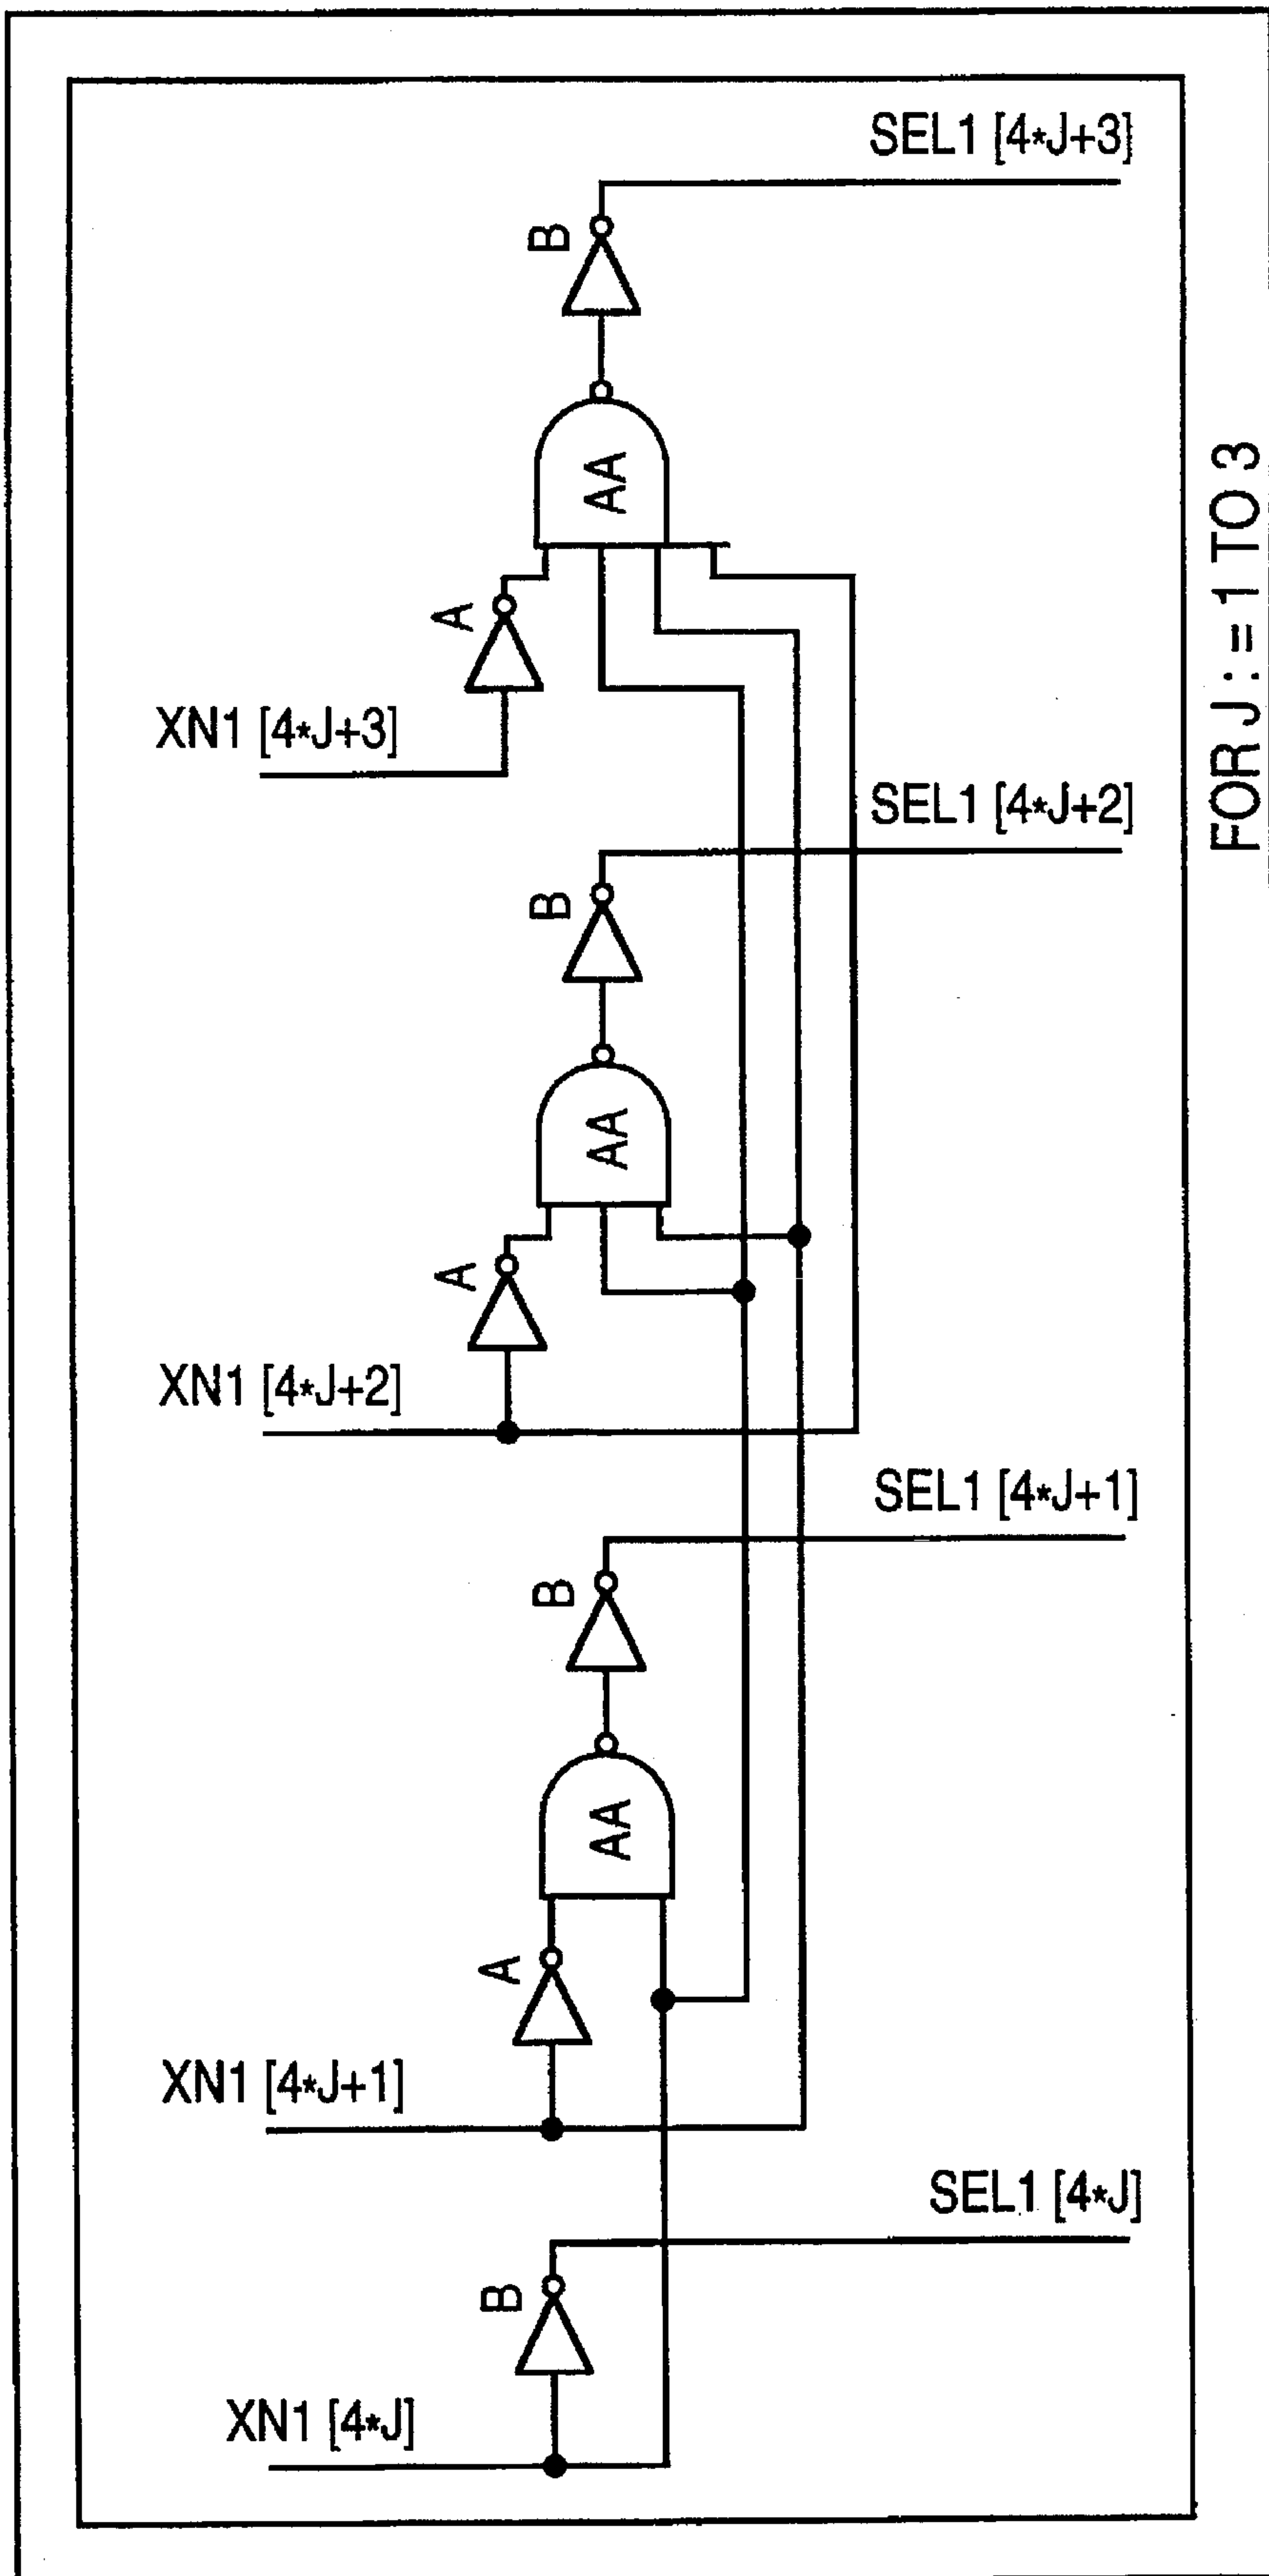 SEL1 [4*J+3]
B
AA
A
XN1 [4*J+3]
SEL1 [4*J+2]
B
AA
A
XN1 [4*J+2]
SEL1 [4*J+1]
B
AA
A
XN1 [4*J+1]
SEL1 [4*J]
B
XN1 [4*J]
FOR J : = 1 TO 3